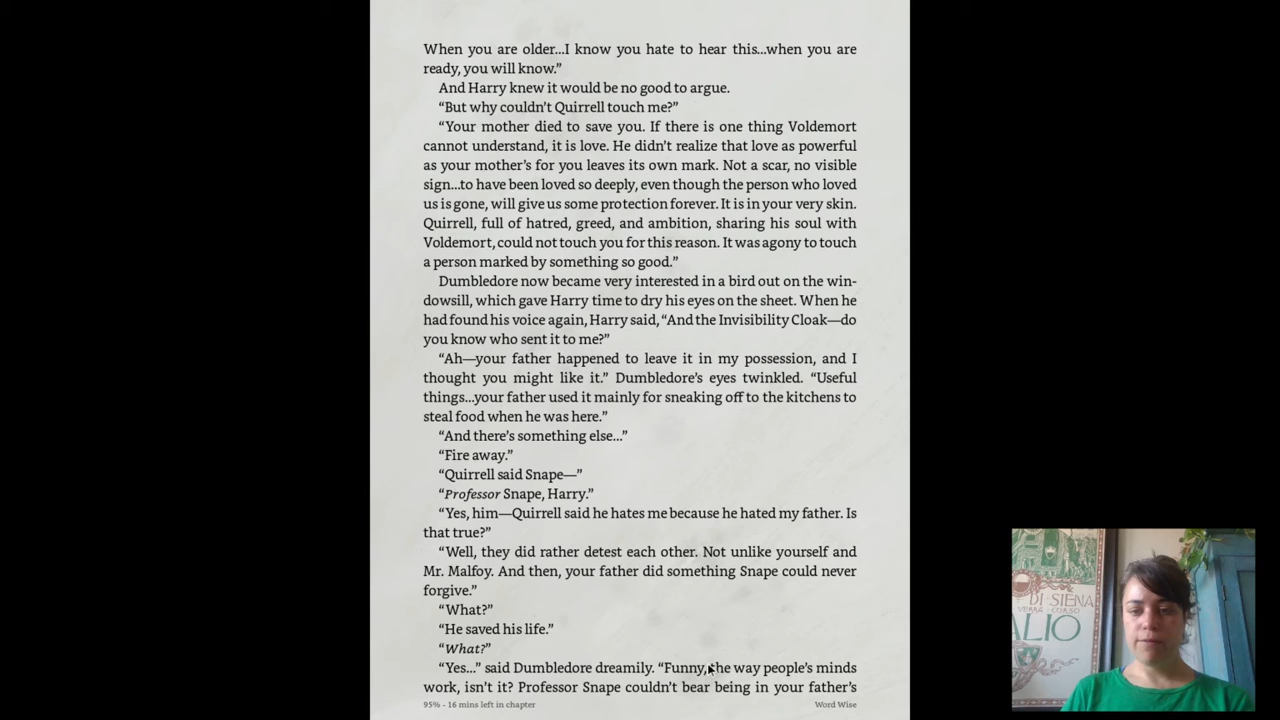 When you are older...I know you hate to hear this...when you are
ready, you will know.”
And Harry knew it would be no good to argue.
“But why couldn’t Quirrell touch me?”
“Your mother died to save you. If there is one thing Voldemort
cannot understand, it is love. He didn’t realize that love as powerful
as your mother’s for you leaves its own mark. Not a scar, no visible
sign...to have been loved so deeply, even though the person who loved
us is gone, will give us some protection forever. It is in your very skin.
Quirrell, full of hatred, greed, and ambition, sharing his soul with
Voldemort, could not touch you for this reason. It was agony to touch
a person marked by something so good.”
Dumbledore now became very interested in a bird out on the win-
dowsill, which gave Harry time to dry his eyes on the sheet. When he
had found his voice again, Harry said, “And the Invisibility Cloak—do
you know who sent it to me?”
“Ah—your father happened to leave it in my possession, and I
thought you might like it.” Dumbledore’s eyes twinkled. “Useful
things...your father used it mainly for sneaking off to the kitchens to
steal food when he was here.”
“And there’s something else...”
“Fire away.”
“Quirrell said Snape—”
“Professor Snape, Harry.”
“Yes, him—Quirrell said he hates me because he hated my father. Is
that true?”
“Well, they did rather detest each other. Not unlike yourself and
Mr. Malfoy. And then, your father did something Snape could never
forgive.”
“What?”
“He saved his life.”
“What?”
“Yes...” said Dumbledore dreamily. “Funny, the way people’s minds
work, isn’t it? Professor Snape couldn’t bear being in your father’s
95% - 16 mins left in chapter
Word Wise
DI SIENA
CORSO
ALIO